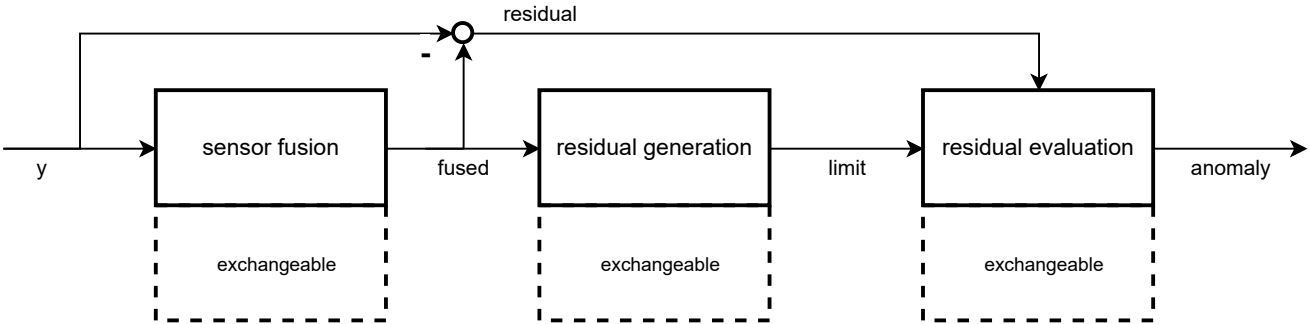 residual
-
sensor fusion
residual generation
residual evaluation
y
fused
limit
anomaly
exchangeable
exchangeable
exchangeable